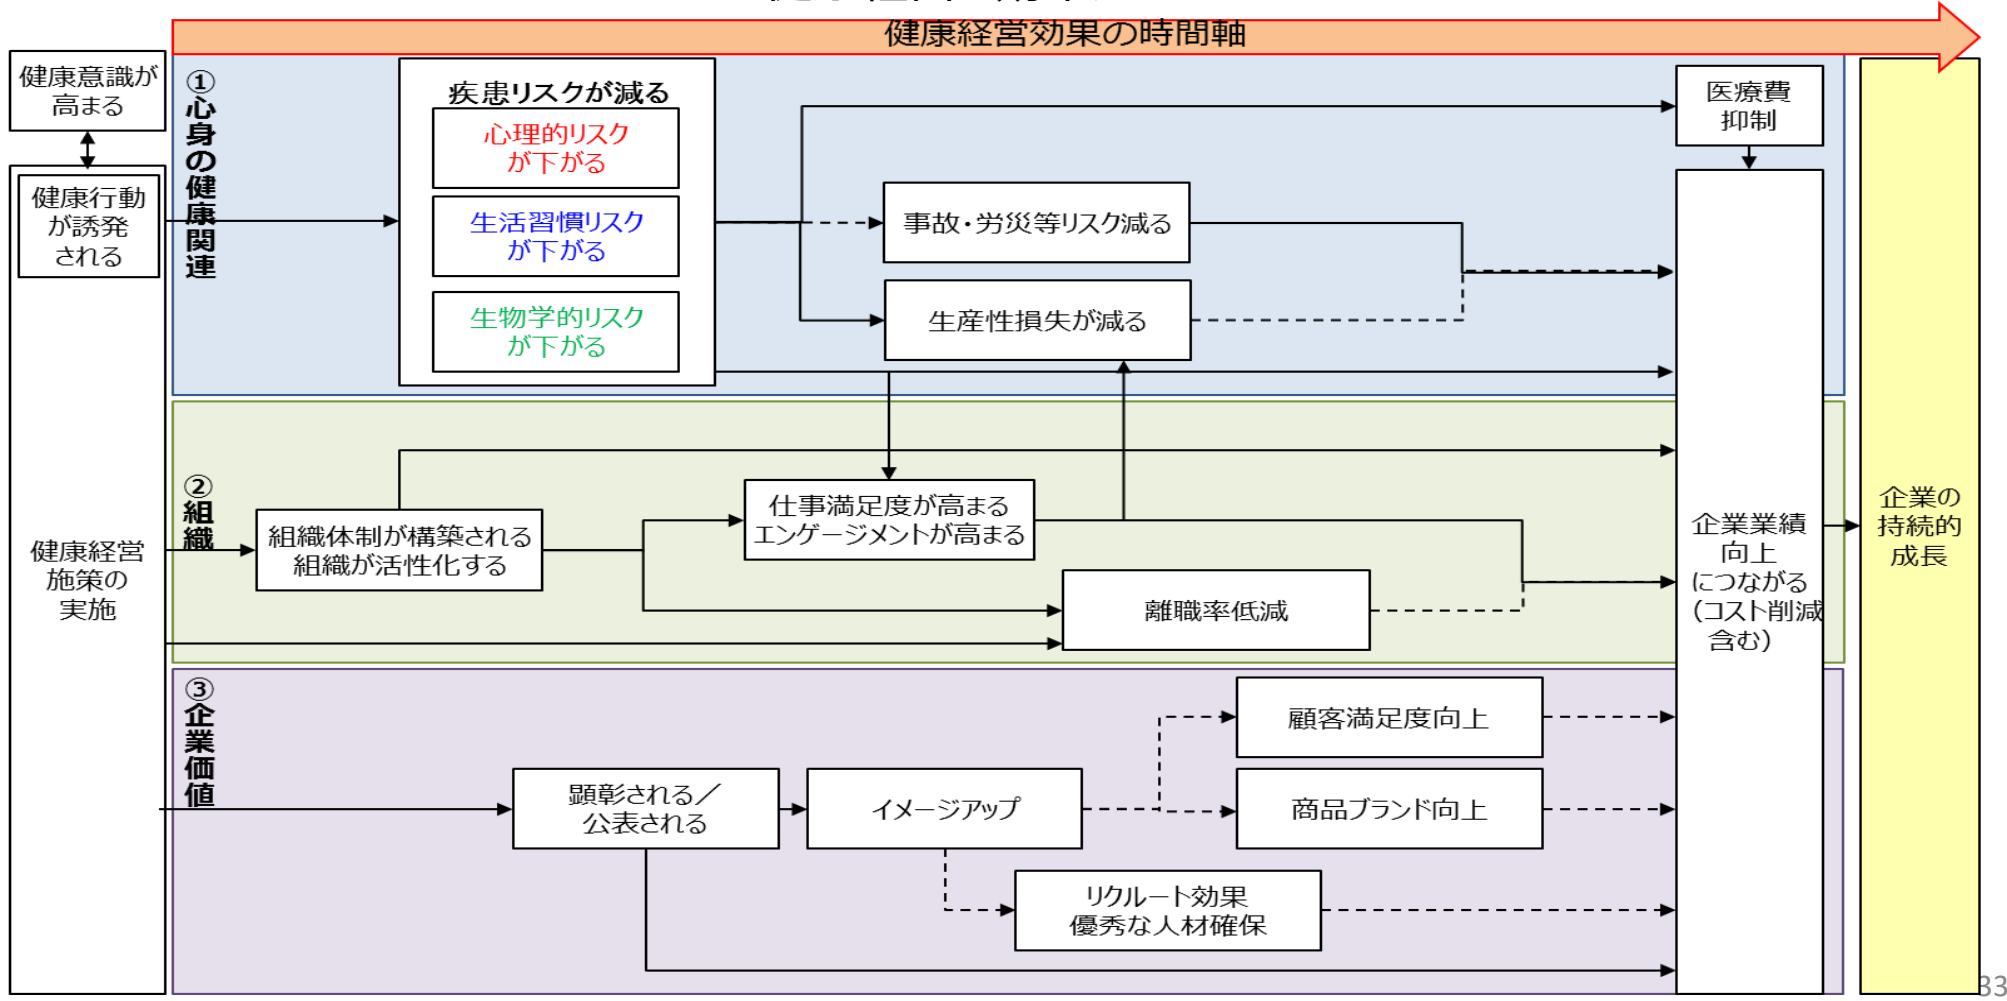 健康経営効果の時間軸
健康意識が
高まる
健康行動
が誘発
される
健康経営
施策の
実施
①心身の健康関連
疾患リスクが減る
心理的リスク
が下がる
生活習慣リスク
が下がる
生物学的リスク
が下がる
事故・労災等リスク減る
生産性損失が減る
医療費
抑制
②組織
組織体制が構築される
組織が活性化する
仕事満足度が高まる
エンゲージメントが高まる
離職率低減
③企業価値
顕彰される／
公表される
イメージアップ
顧客満足度向上
商品ブランド向上
リクルート効果
優秀な人材確保
企業業績
向上
につながる
（コスト削減
含む）
企業の
持続的
成長
33